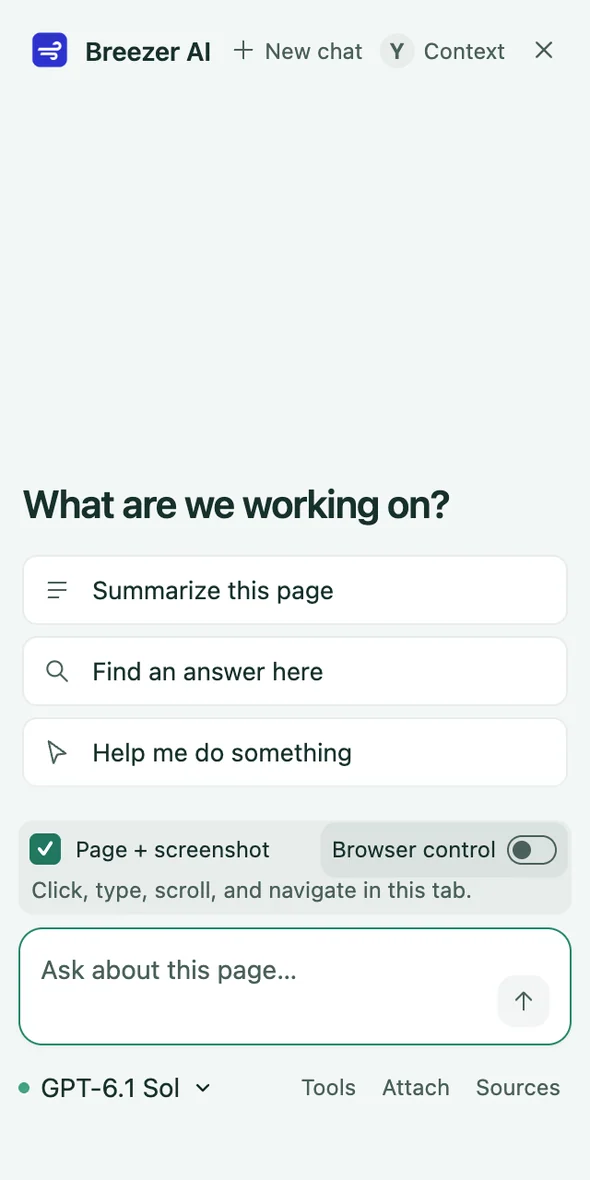 Breezer AI New chat Y Context
What are we working on?
Summarize this page
Find an answer here
Help me do something
Page + screenshot Browser control
Click, type, scroll, and navigate in this tab.
Ask about this page...
GPT-6.1 Sol Tools Attach Sources